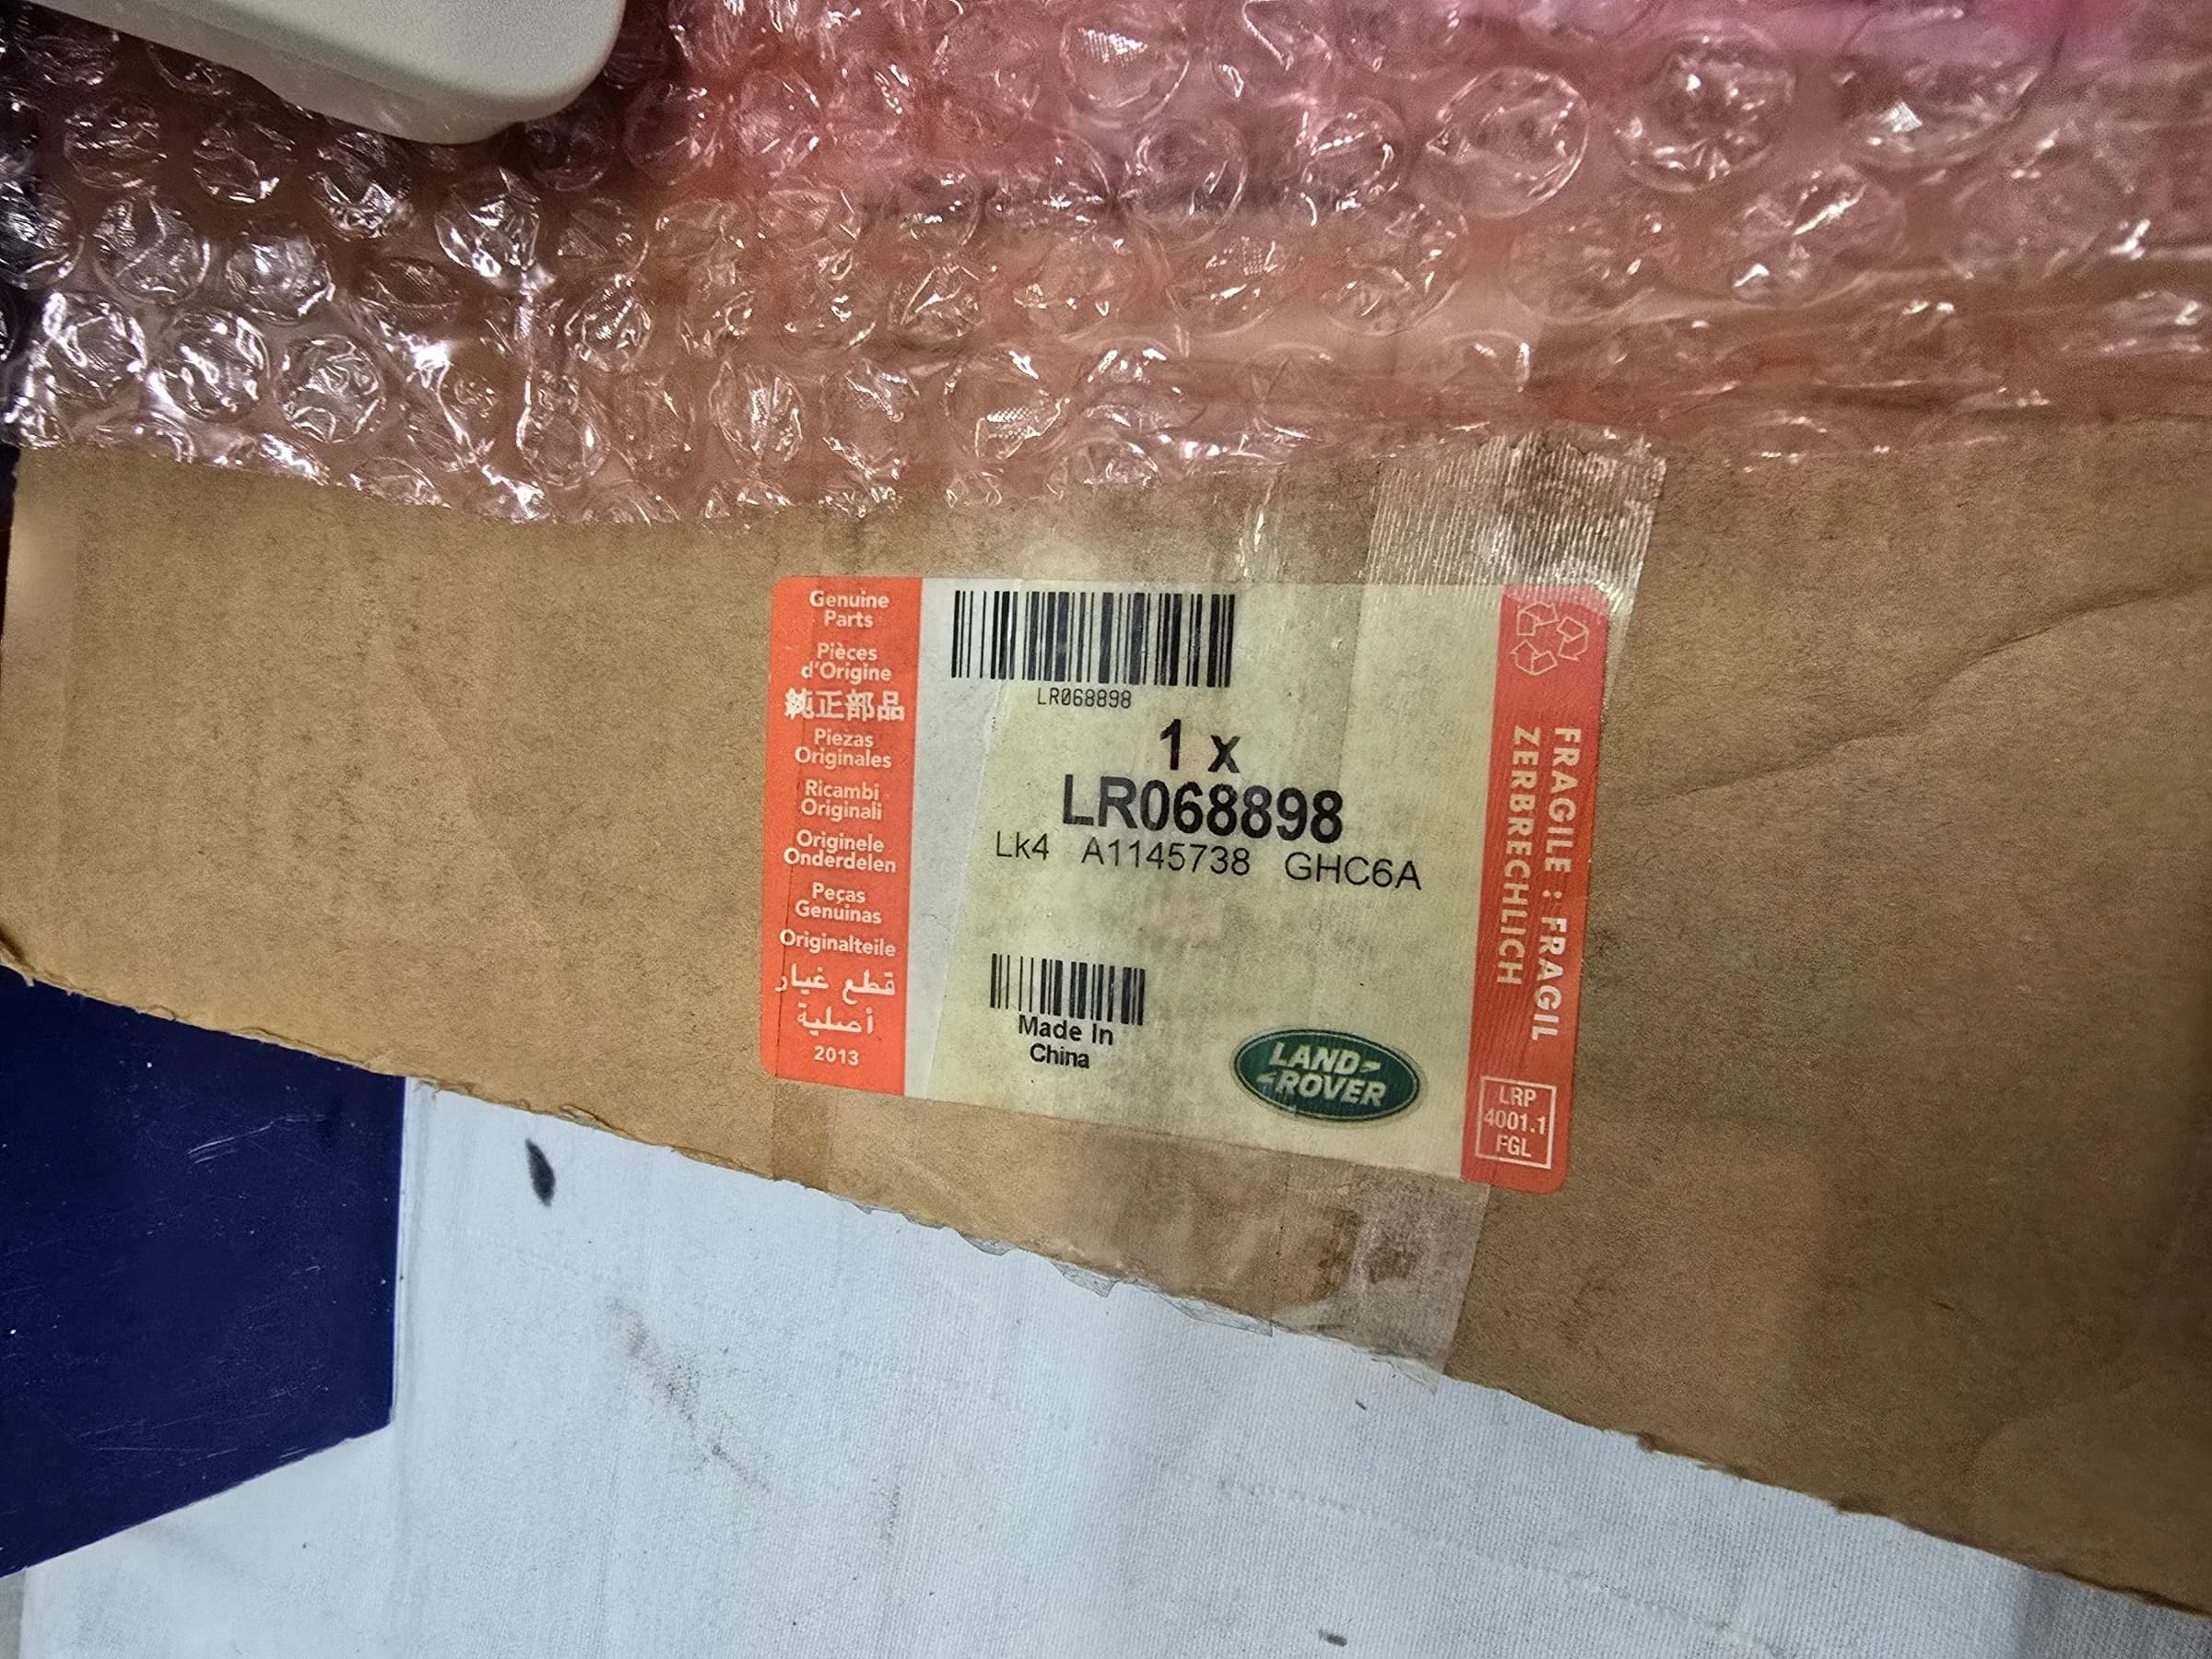 Genuine
Parts
Pièces
d'Origine
純正部品
Piezas
Originales
Ricambi
Originali
Originele
Onderdelen
Peças
Genuinas
Originalteile
قطع غيار
أصلية
2013
LR068898
1 x
LR068898
Lk4 A1145738 GHC6A
Made In
China
LAND
ROVER
FRAGILE : FRAGIL
ZERBRECHLICH
LRP
4001.1
FGL